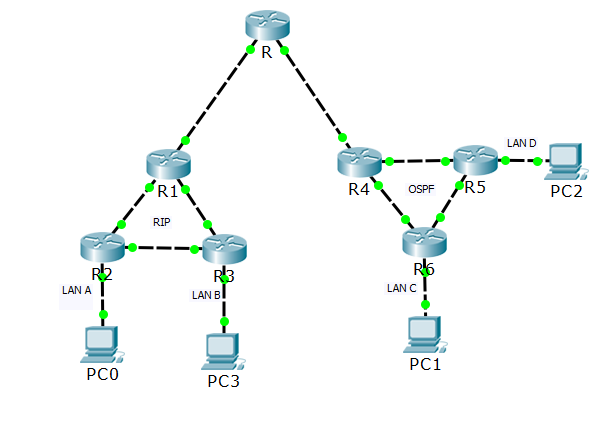 R
LAN D
R1
R4
OSPF
R5
PC2
RIP
R2
R3
R6
LAN A
LAN B
LAN C
PC0
PC3
PC1